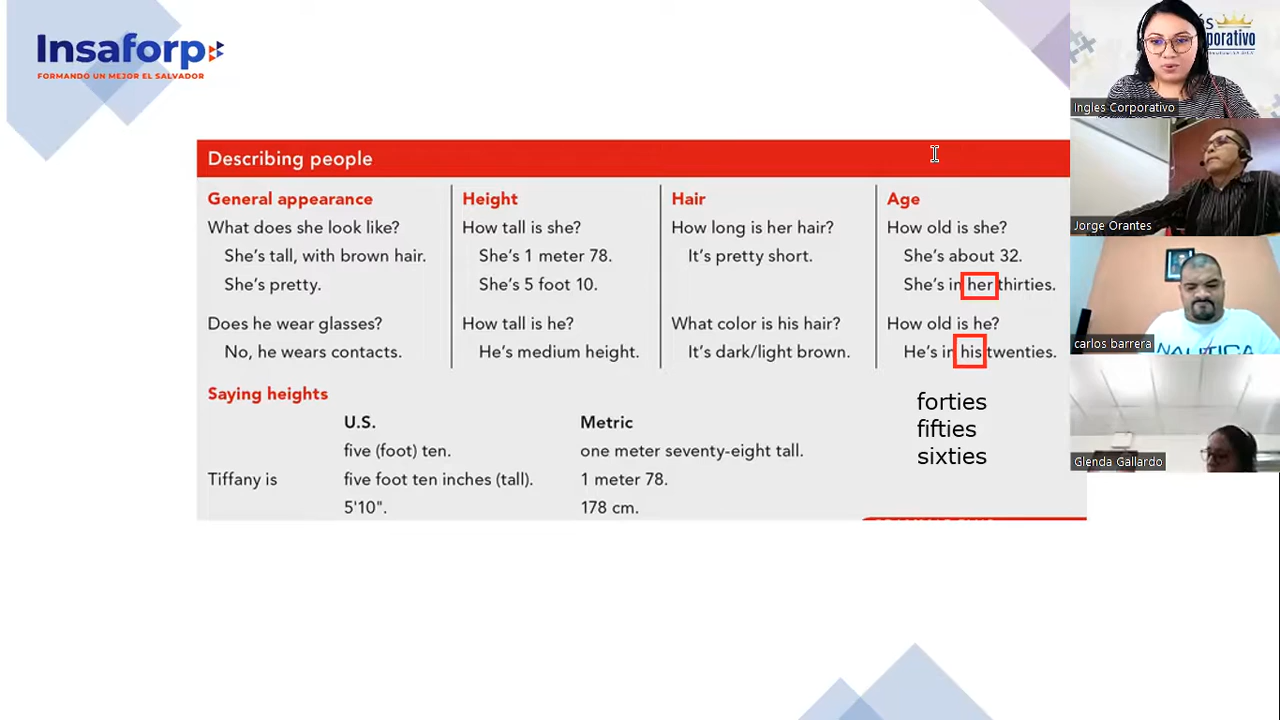 Insaforp
FORMANDO UN MEJOR EL SALVADOR
Describing people
General appearance
What does she look like?
She's tall, with brown hair.
She's pretty.
Does he wear glasses?
No, he wears contacts.
Height
How tall is she?
She's 1 meter 78.
She's 5 foot 10.
How tall is he?
He's medium height.
Hair
How long is her hair?
It's pretty short.
What color is his hair?
It's dark/light brown.
Age
How old is she?
She's about 32.
She's in her thirties.
How old is he?
He's in his twenties.
forties
fifties
sixties
Saying heights
U.S.
Metric
five (foot) ten.
one meter seventy-eight tall.
Tiffany is
five foot ten inches (tall).
1 meter 78.
5'10".
178 cm.
Ingles Corporativo
Jorge Orantes
carlos barrera
NAUTICA
Glenda Gallardo